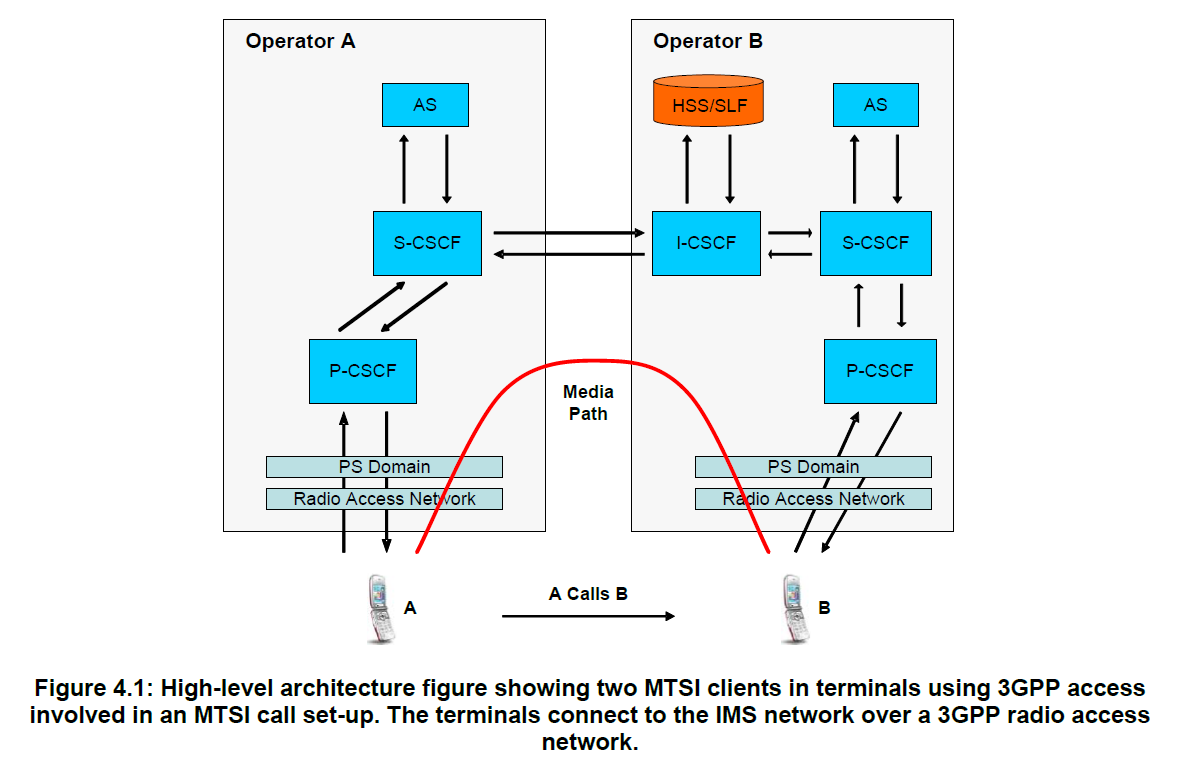 Operator A
Operator B
AS
HSS/SLF
AS
S-CSCF
I-CSCF
S-CSCF
P-CSCF
P-CSCF
Media
Path
PS Domain
PS Domain
Radio Access Network
Radio Access Network
A Calls B
A
B
Figure 4.1: High-level architecture figure showing two MTSI clients in terminals using 3GPP access
involved in an MTSI call set-up. The terminals connect to the IMS network over a 3GPP radio access
network.